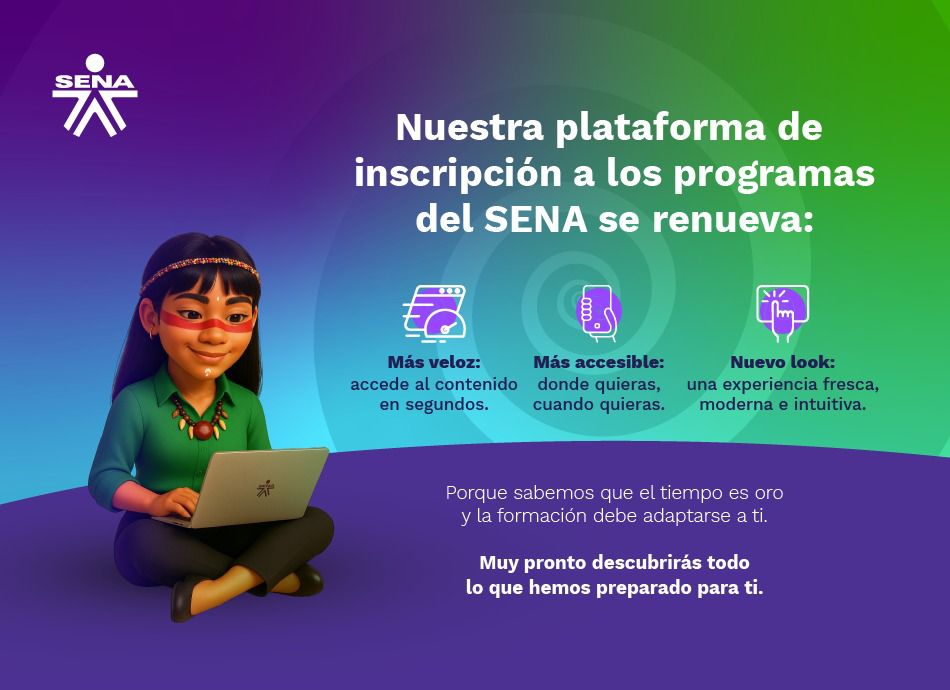 SENA
Nuestra plataforma de
inscripción a los programas
del SENA se renueva:
Más veloz:
accede al contenido
en segundos.
Más accesible:
donde quieras,
cuando quieras.
Nuevo look:
una experiencia fresca,
moderna e intuitiva.
Porque sabemos que el tiempo es oro
y la formación debe adaptarse a ti.
Muy pronto descubrirás todo
lo que hemos preparado para ti.
SENA